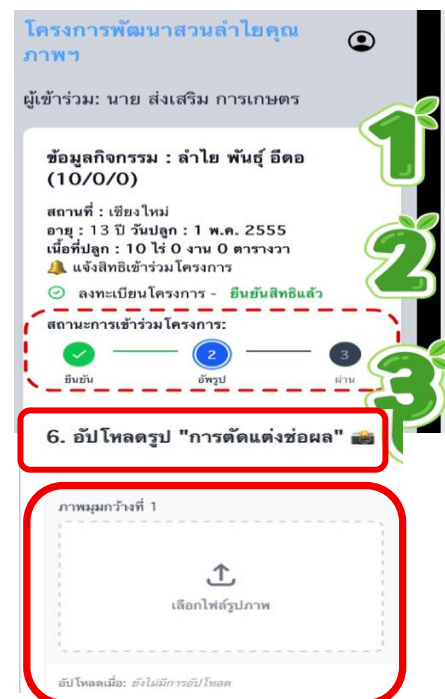 โครงการพัฒนาสวนลำไยคุณ
ภาพฯ
ผู้เข้าร่วม: นาย ส่งเสริม การเกษตร
1
ข้อมูลกิจกรรม : ลำไย พันธุ์ อีดอ
(10/0/0)
สถานที่ : เชียงใหม่
อายุ : 13 ปี วันปลูก : 1 พ.ค. 2555
เนื้อที่ปลูก : 10 ไร่ 0 งาน 0 ตารางวา
2
แจ้งสิทธิเข้าร่วมโครงการ
ลงทะเบียนโครงการ - ยืนยันสิทธิแล้ว
สถานะการเข้าร่วมโครงการ:
2 3
ยืนยัน อัพรูป ผ่าน
3
6. อัปโหลดรูป "การตัดแต่งช่อผล"
ภาพมุมกว้างที่ 1
เลือกไฟล์รูปภาพ
อัปโหลดเมื่อ: ยังไม่มีการอัปโหลด